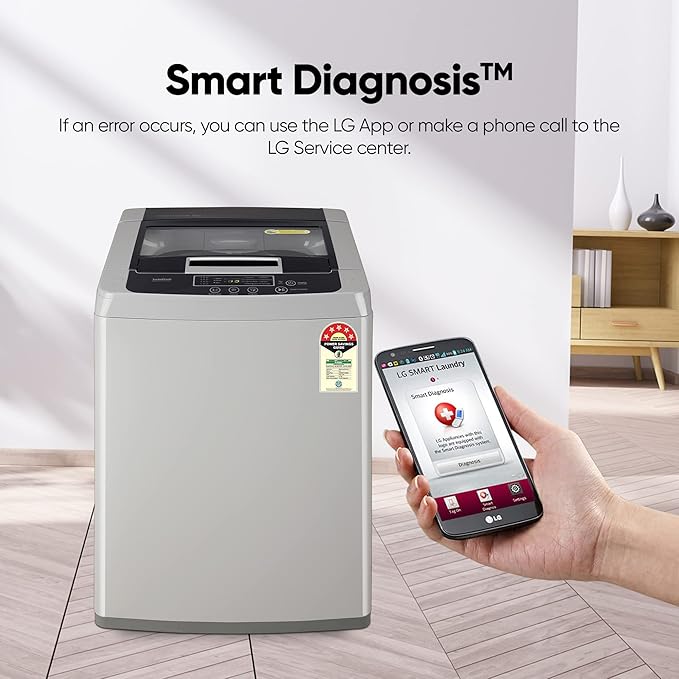 Smart Diagnosis™
If an error occurs, you can use the LG App or make a phone call to the
LG Service center.
POWER SAVINGS
GUIDE
LG SMART Laundry
Smart Diagnosis
LG Appliances with this
logo are equipped with
the Smart Diagnosis system.
Diagnosis
Tag On
Smart
Diagnosis
Settings
LG